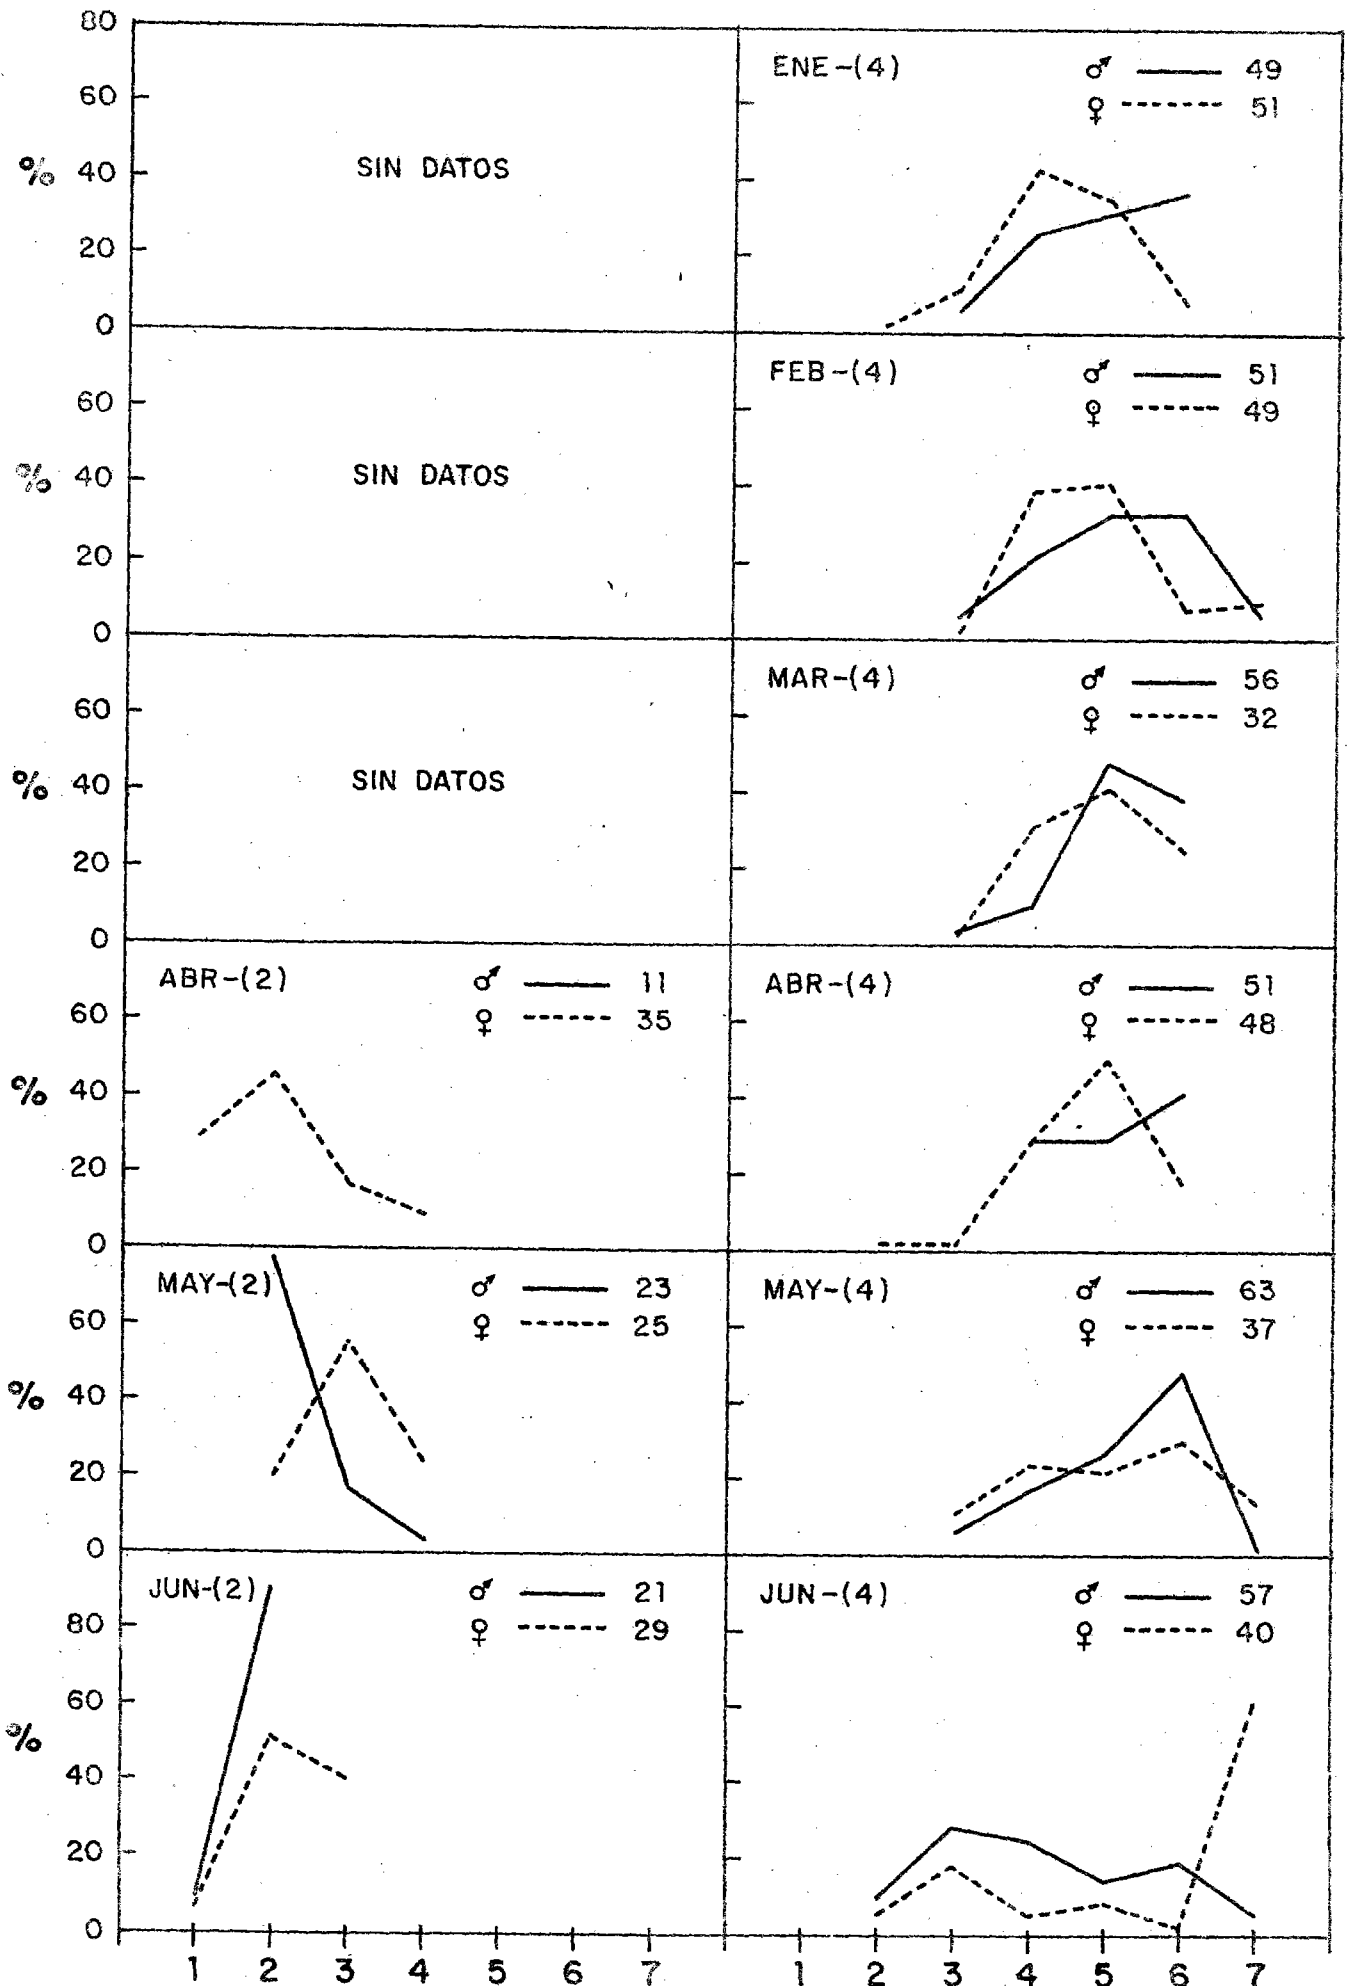 80
60
% 40
20
0
SIN DATOS
ENE-(4) ♂ 49
♀ 51
60
% 40
20
0
SIN DATOS
FEB-(4) ♂ 51
♀ 49
60
% 40
20
0
SIN DATOS
MAR-(4) ♂ 56
♀ 32
60
% 40
20
0
ABR-(2) ♂ 11
♀ 35
ABR-(4) ♂ 51
♀ 48
60
% 40
20
0
MAY-(2) ♂ 23
♀ 25
MAY-(4) ♂ 63
♀ 37
80
60
%
40
20
0
JUN-(2) ♂ 21
♀ 29
JUN-(4) ♂ 57
♀ 40
1 2 3 4 5 6 7
1 2 3 4 5 6 7